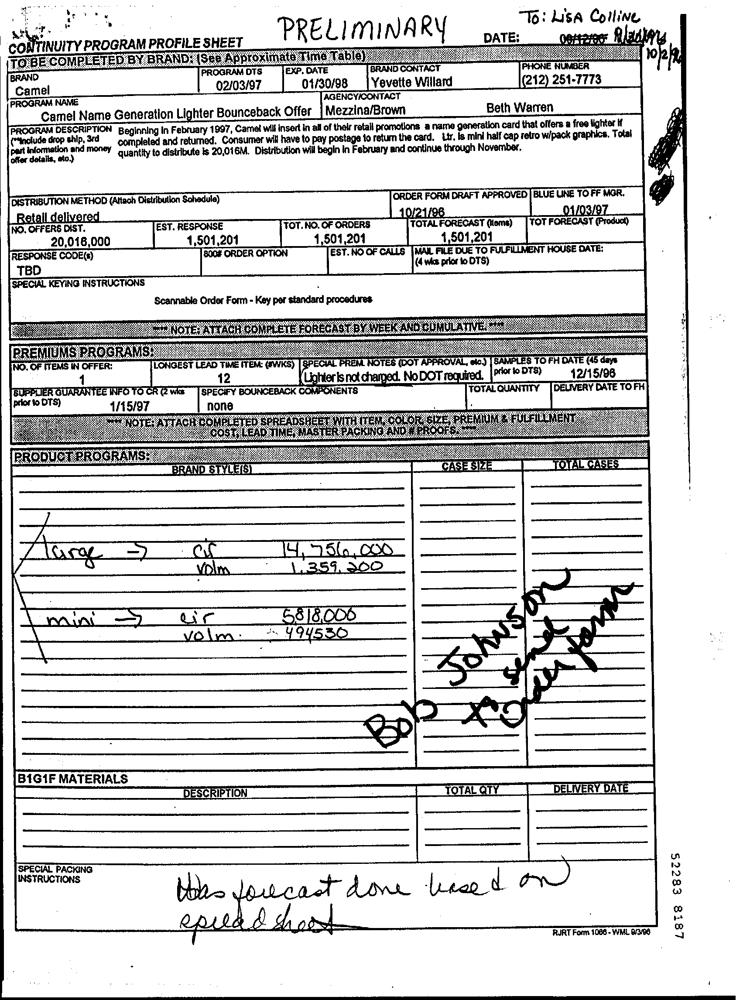 To: LiSA Colline
PRELIMINARY
DATE: 08/12/96
10/2/96
CONTINUITY PROGRAM PROFILE SHEET
TO BE COMPLETED BY BRAND: (See Approximate Time Table)
BRAND PROGRAM DTS EXP. DATE BRAND CONTACT PHONE NUMBER
Camel 02/03/97 01/30/98 Yevette Willard (212) 251-7773
PROGRAM NAME AGENCY/CONTACT
Camel Name Generation Lighter Bounceback Offer Mezzina/Brown Beth Warren
PROGRAM DESCRIPTION Beginning in February 1997, Camel will insert in all of their retail promotions a name generation card that offers a free lighter if
(**Include drop ship, 3rd completed and returned. Consumer will have to pay postage to return the card. Ltr. is mini half cap retro w/pack graphics. Total
part information and money quantity to distribute is 20,016M. Distribution will begin in February and continue through November.
offer details, etc.)
DISTRIBUTION METHOD (Attach Distribution Schedule) ORDER FORM DRAFT APPROVED BLUE LINE TO FF MGR.
Retail delivered 10/21/96 01/03/97
NO. OFFERS DIST. EST. RESPONSE TOT. NO. OF ORDERS TOTAL FORECAST (Items) TOT FORECAST (Product)
20,016,000 1,501,201 1,501,201 1,501,201
RESPONSE CODE(s) 800# ORDER OPTION EST. NO OF CALLS MAIL FILE DUE TO FULFILLMENT HOUSE DATE:
(4 wks prior to DTS)
TBD
SPECIAL KEYING INSTRUCTIONS
Scannable Order Form - Key per standard procedures
**** NOTE: ATTACH COMPLETE FORECAST BY WEEK AND CUMULATIVE. ****
PREMIUMS PROGRAMS:
NO. OF ITEMS IN OFFER: LONGEST LEAD TIME ITEM: (#WKS) SPECIAL PREM. NOTES (DOT APPROVAL, etc.) SAMPLES TO FH DATE (45 days
prior to DTS)
1 12 Lighter is not charged. No DOT required. 12/15/96
SUPPLIER GUARANTEE INFO TO CR (2 wks SPECIFY BOUNCEBACK COMPONENTS TOTAL QUANTITY DELIVERY DATE TO FH
prior to DTS) 1/15/97 none
**** NOTE: ATTACH COMPLETED SPREADSHEET WITH ITEM, COLOR, SIZE, PREMIUM & FULFILLMENT
COST, LEAD TIME, MASTER PACKING AND # PROOFS. ****
PRODUCT PROGRAMS:
BRAND STYLE(S) CASE SIZE TOTAL CASES
large → cir 14,756,000
volm 1,359,200
mini → cir 5,818,000
volm. 494530
Bob Johnson
to send
order form
B1G1F MATERIALS
DESCRIPTION TOTAL QTY DELIVERY DATE
SPECIAL PACKING
INSTRUCTIONS
Has forecast done based on
spreadsheet
RJRT Form 1086 - WML 9/3/96
52283 8187